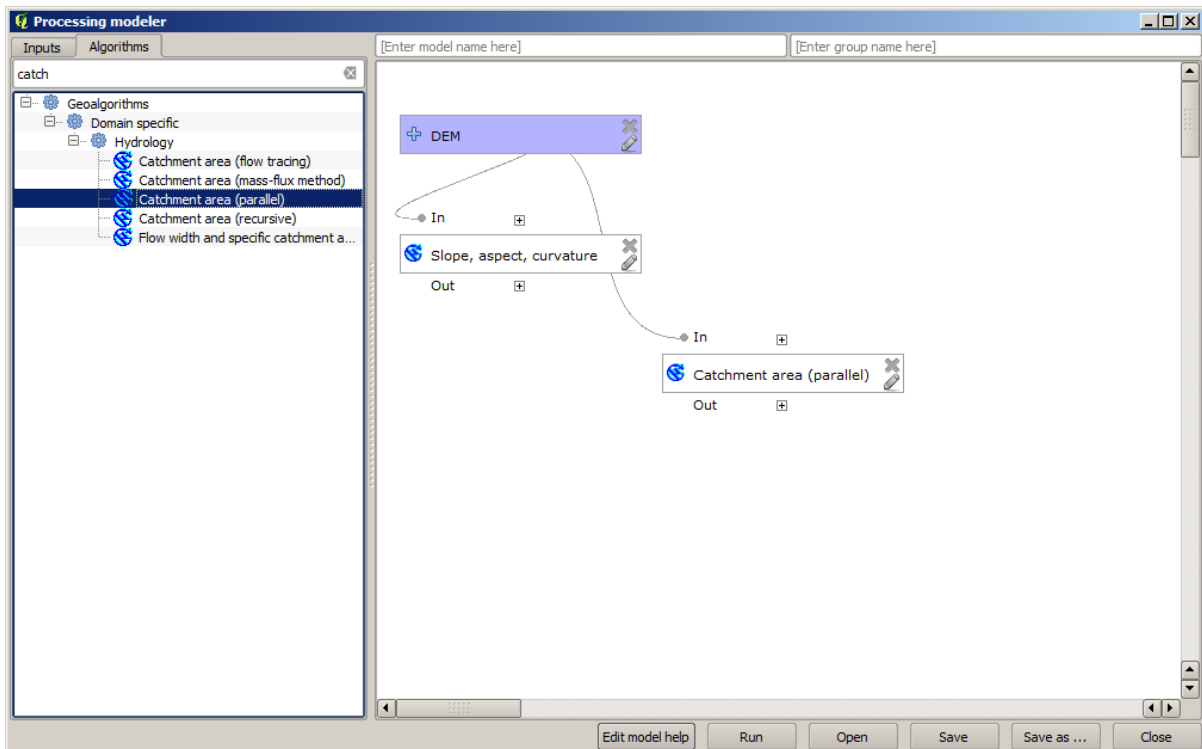 Processing modeler
Inputs Algorithms [Enter model name here] [Enter group name here]
catch
Geoalgorithms
Domain specific
Hydrology
Catchment area (flow tracing)
Catchment area (mass-flux method)
Catchment area (parallel)
Catchment area (recursive)
Flow width and specific catchment a...
DEM
In
Slope, aspect, curvature
Out
In
Catchment area (parallel)
Out
Edit model help Run Open Save Save as ... Close